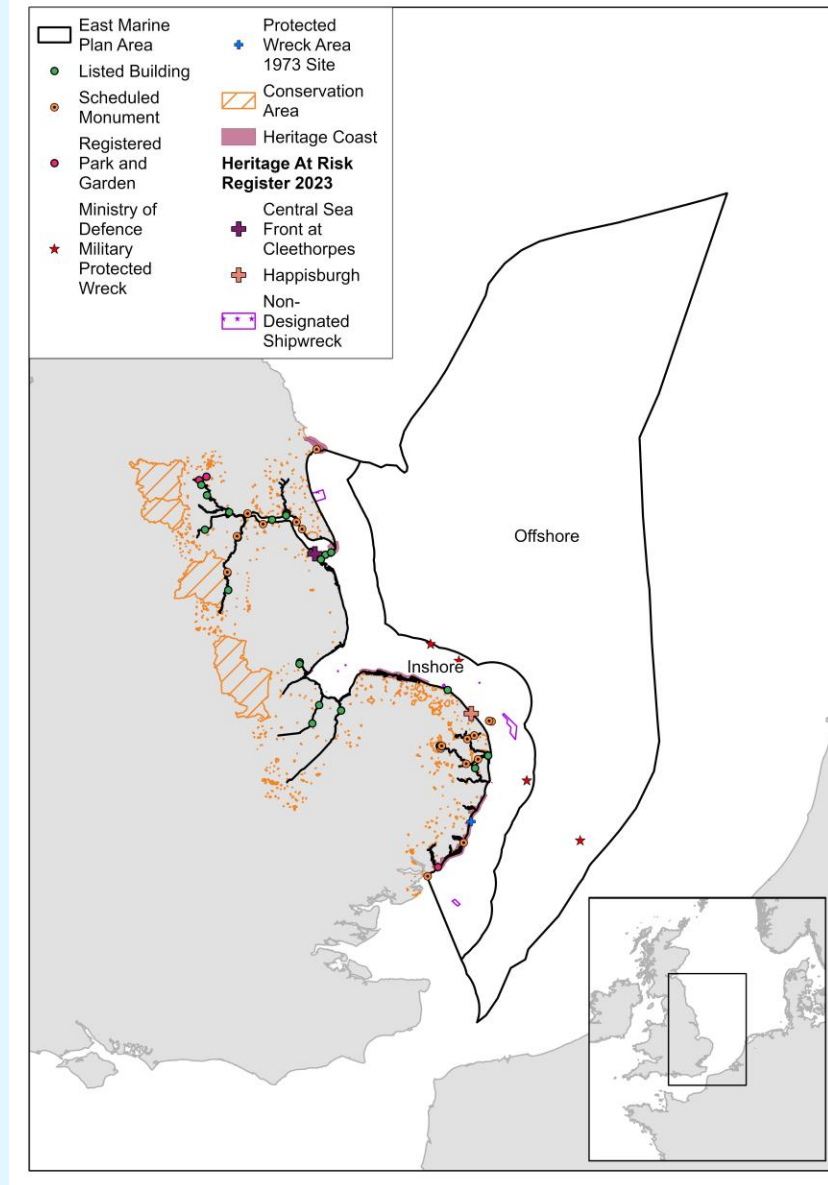 East Marine
Plan Area
Listed Building
Scheduled
Monument
Registered
Park and
Garden
Ministry of
Defence
Military
Protected
Wreck
Protected
Wreck Area
1973 Site
Conservation
Area
Heritage Coast
Heritage At Risk
Register 2023
Central Sea
Front at
Cleethorpes
Happisburgh
Non-
Designated
Shipwreck
Offshore
Inshore